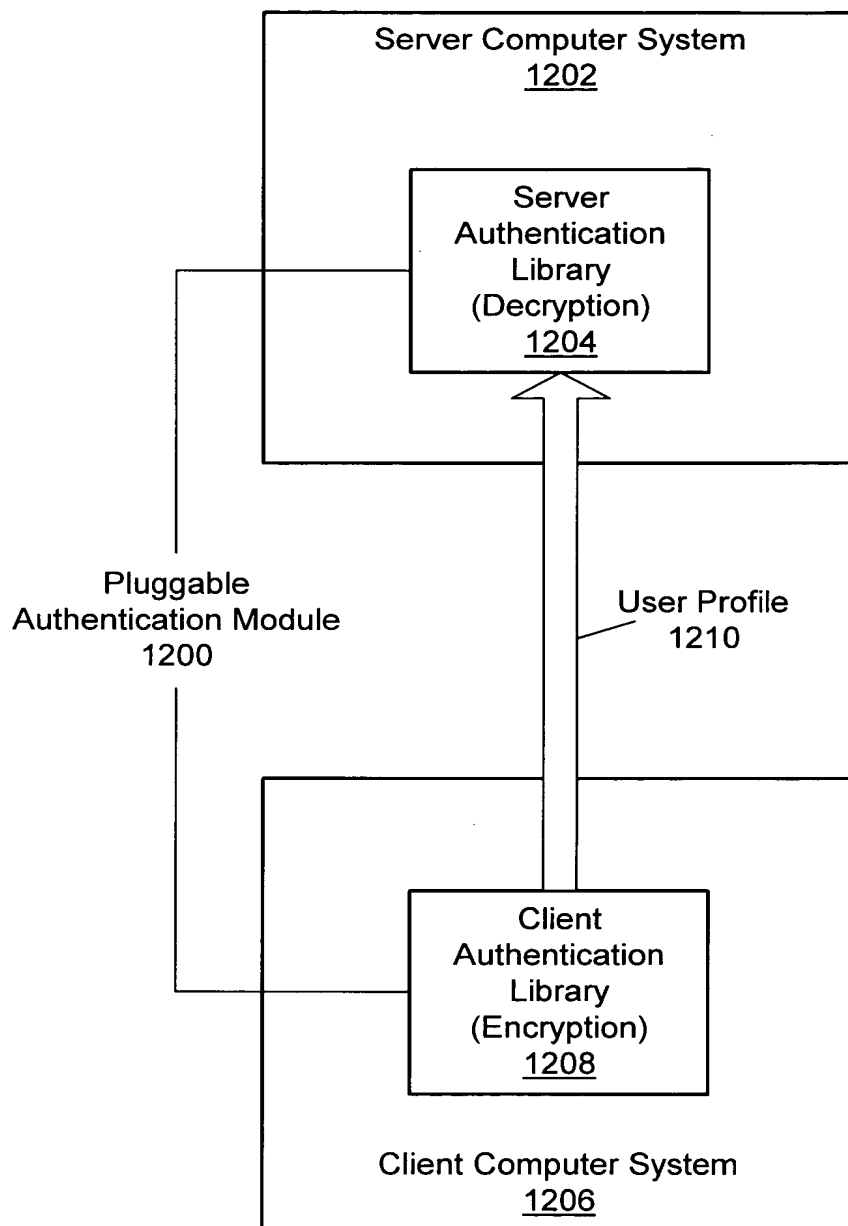 Server Computer System
1202
Server
Authentication
Library
(Decryption)
1204
Pluggable
Authentication Module
1200
User Profile
1210
Client
Authentication
Library
(Encryption)
1208
Client Computer System
1206